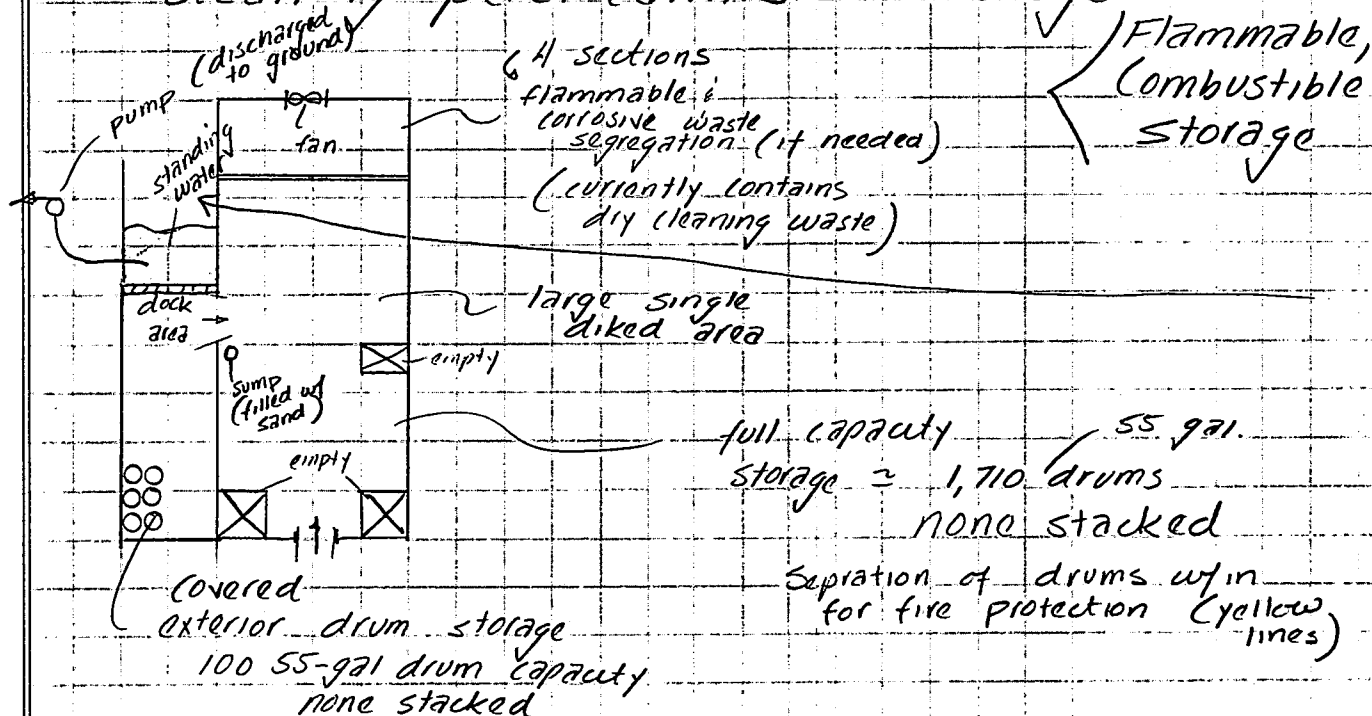 (discharged
to ground)
pump
standing
water
fan
4 sections
flammable &
corrosive waste
segregation (if needed)
(currently contains
dry cleaning waste)
Flammable,
Combustible
storage
dock
area
large single
diked area
empty
sump
(filled w/
sand)
empty
full capacity
storage ≃ 1,710 drums
55 gal.
none stacked
Sepration of drums w/in
for fire protection (yellow
lines)
covered
exterior drum storage
100 55-gal drum capacity
none stacked